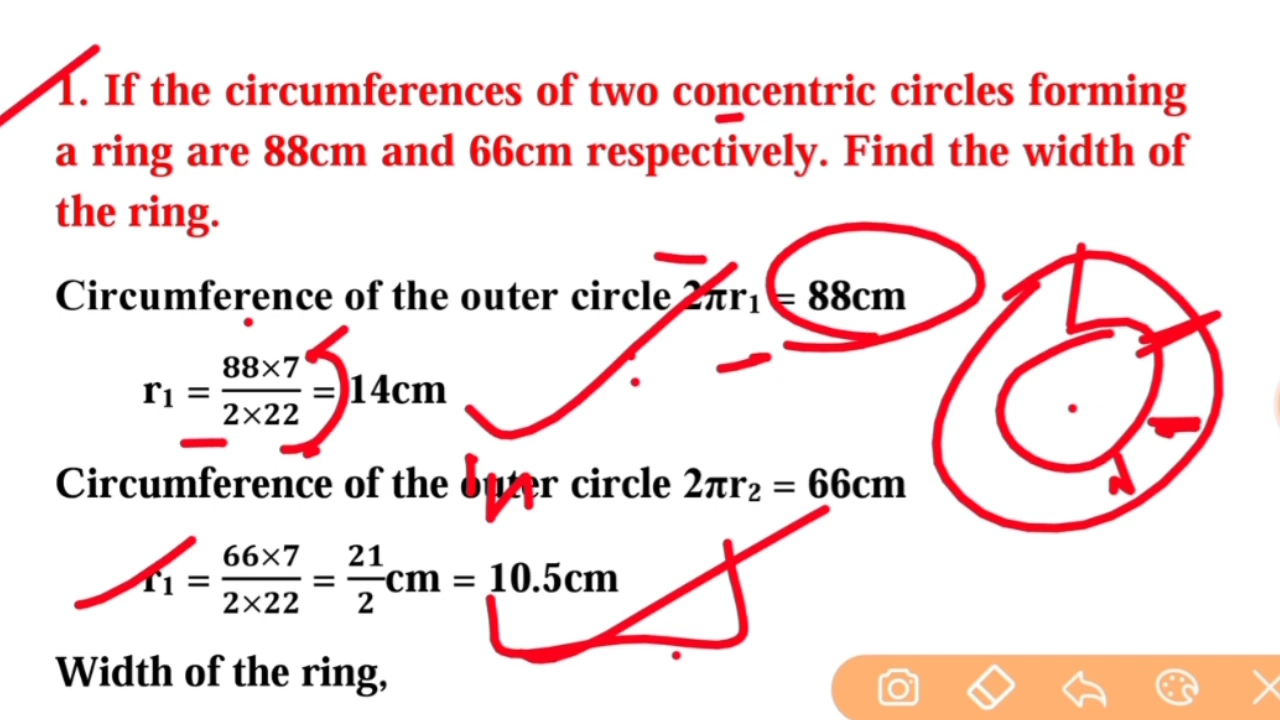 1. If the circumferences of two concentric circles forming
a ring are 88cm and 66cm respectively. Find the width of
the ring.
Circumference of the outer circle 2πr₁ = 88cm
r₁ = 88×7/2×22 = 14cm
Circumference of the outer circle 2πr₂ = 66cm
in
r₁ = 66×7/2×22 = 21/2 cm = 10.5cm
Width of the ring,